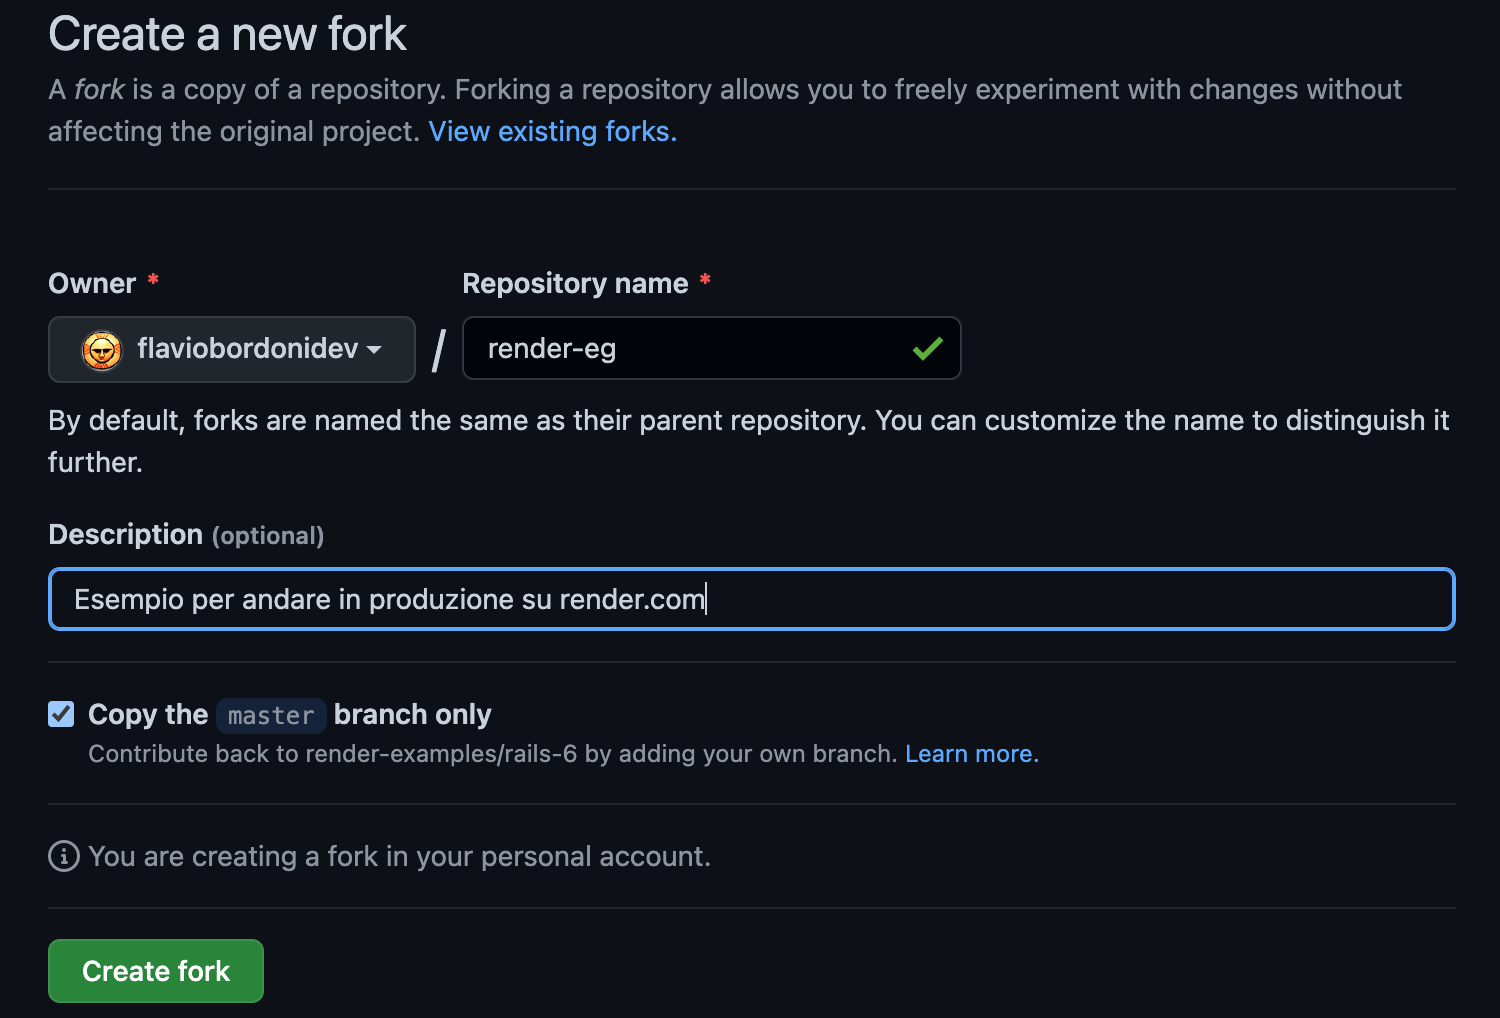 Create a new fork
A fork is a copy of a repository. Forking a repository allows you to freely experiment with changes without
affecting the original project. View existing forks.
Owner * Repository name *
flaviobordonidev / render-eg
By default, forks are named the same as their parent repository. You can customize the name to distinguish it
further.
Description (optional)
Esempio per andare in produzione su render.com
Copy the master branch only
Contribute back to render-examples/rails-6 by adding your own branch. Learn more.
You are creating a fork in your personal account.
Create fork